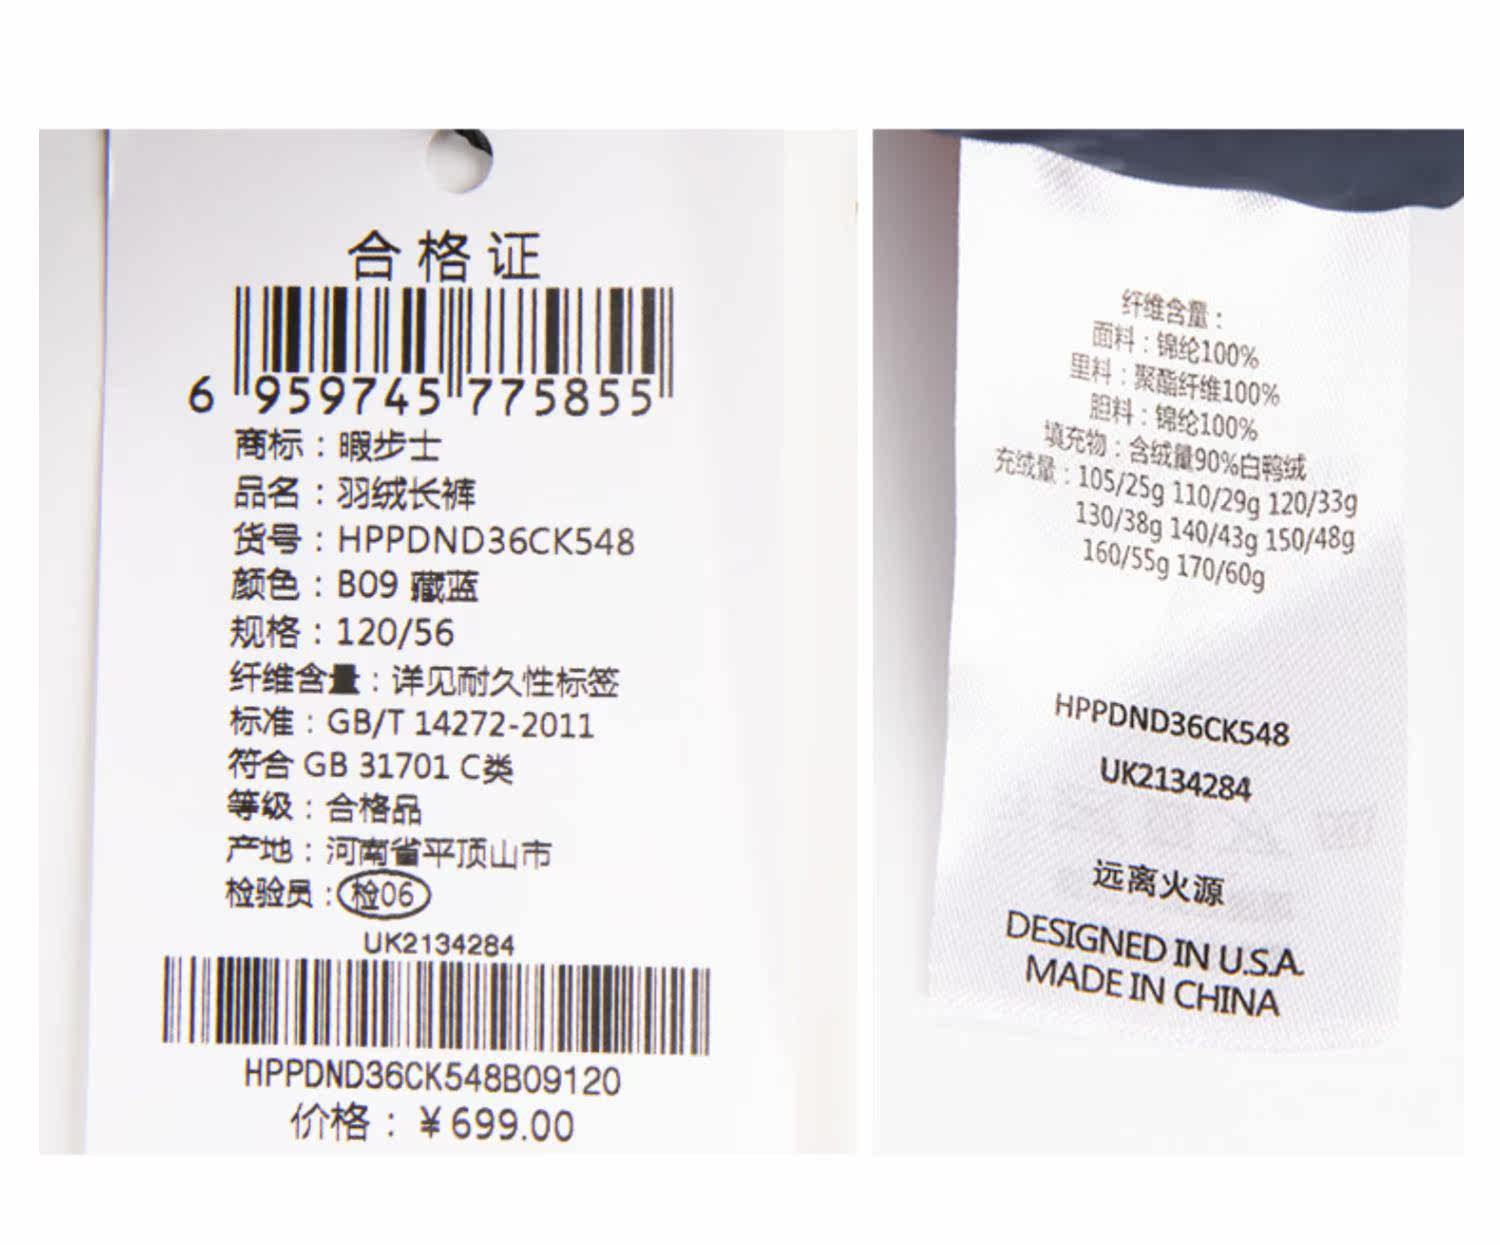 合格证
6 959745 775855
商标：暇步士
品名：羽绒长裤
货号：HPPDND36CK548
颜色：B09 藏蓝
规格：120/56
纤维含量：详见耐久性标签
标准：GB/T 14272-2011
符合 GB 31701 C类
等级：合格品
产地：河南省平顶山市
检验员：检06
UK2134284
HPPDND36CK548B09120
价格：￥699.00
纤维含量：
面料：锦纶100%
里料：聚酯纤维100%
胆料：锦纶100%
填充物：含绒量90%白鸭绒
充绒量：105/25g 110/29g 120/33g
130/38g 140/43g 150/48g
160/55g 170/60g
HPPDND36CK548
UK2134284
远离火源
DESIGNED IN U.S.A.
MADE IN CHINA